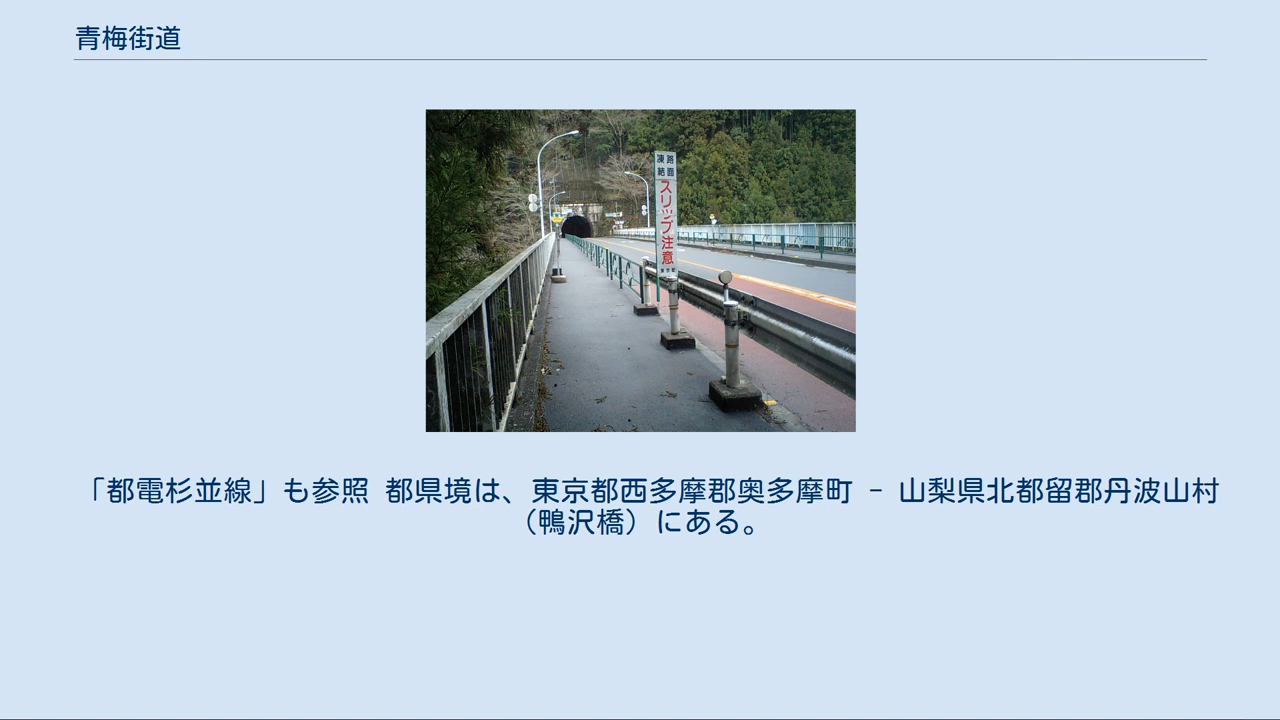 青梅街道
路面
凍結
スリップ注意
「都電杉並線」も参照 都県境は、東京都西多摩郡奥多摩町 - 山梨県北都留郡丹波山村
（鴨沢橋）にある。